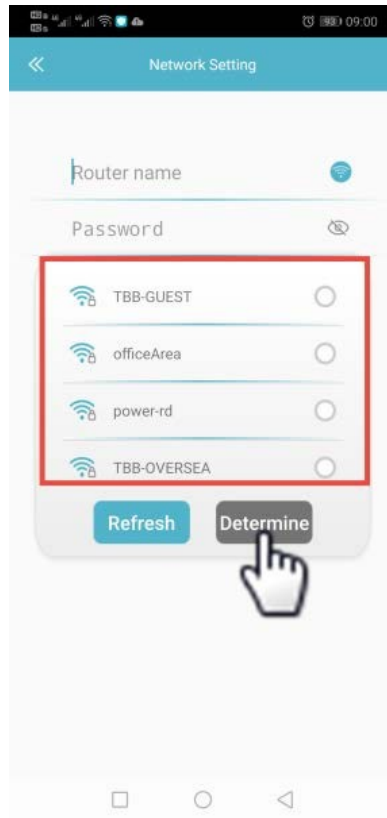 09:00
Network Setting
Router name
Password
TBB-GUEST
officeArea
power-rd
TBB-OVERSEA
Refresh Determine